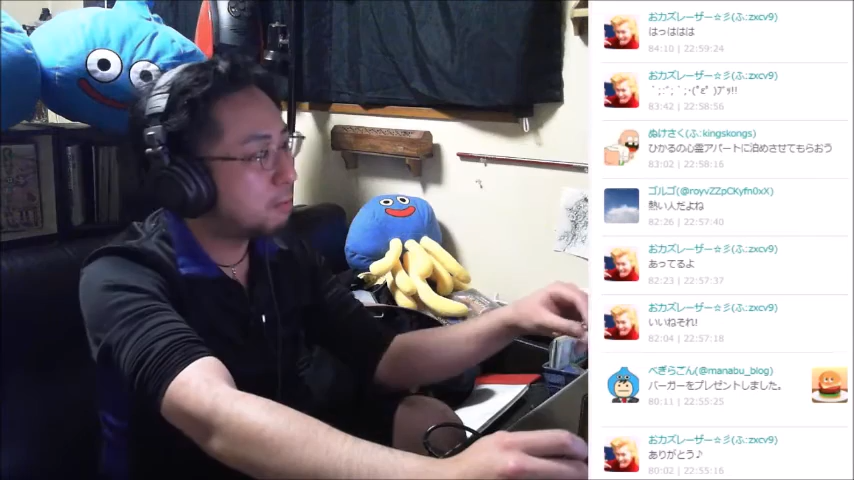 おカズレーザー☆彡(ふ:zxcv9)
はっははは
84:10 | 22:59:24
おカズレーザー☆彡(ふ:zxcv9)
83:42 | 22:58:56
ぬけさく(ふ:kingskongs)
ひかるの心霊アパートに泊めさせてもらおう
83:02 | 22:58:16
ゴルゴ(@royvZZpCKyfn0xX)
熱い人だよね
82:26 | 22:57:40
おカズレーザー☆彡(ふ:zxcv9)
あってるよ
82:23 | 22:57:37
おカズレーザー☆彡(ふ:zxcv9)
いいねそれ!
82:04 | 22:57:18
べぎらごん(@manabu_blog)
バーガーをプレゼントしました。
80:11 | 22:55:25
おカズレーザー☆彡(ふ:zxcv9)
ありがとう♪
80:02 | 22:55:16